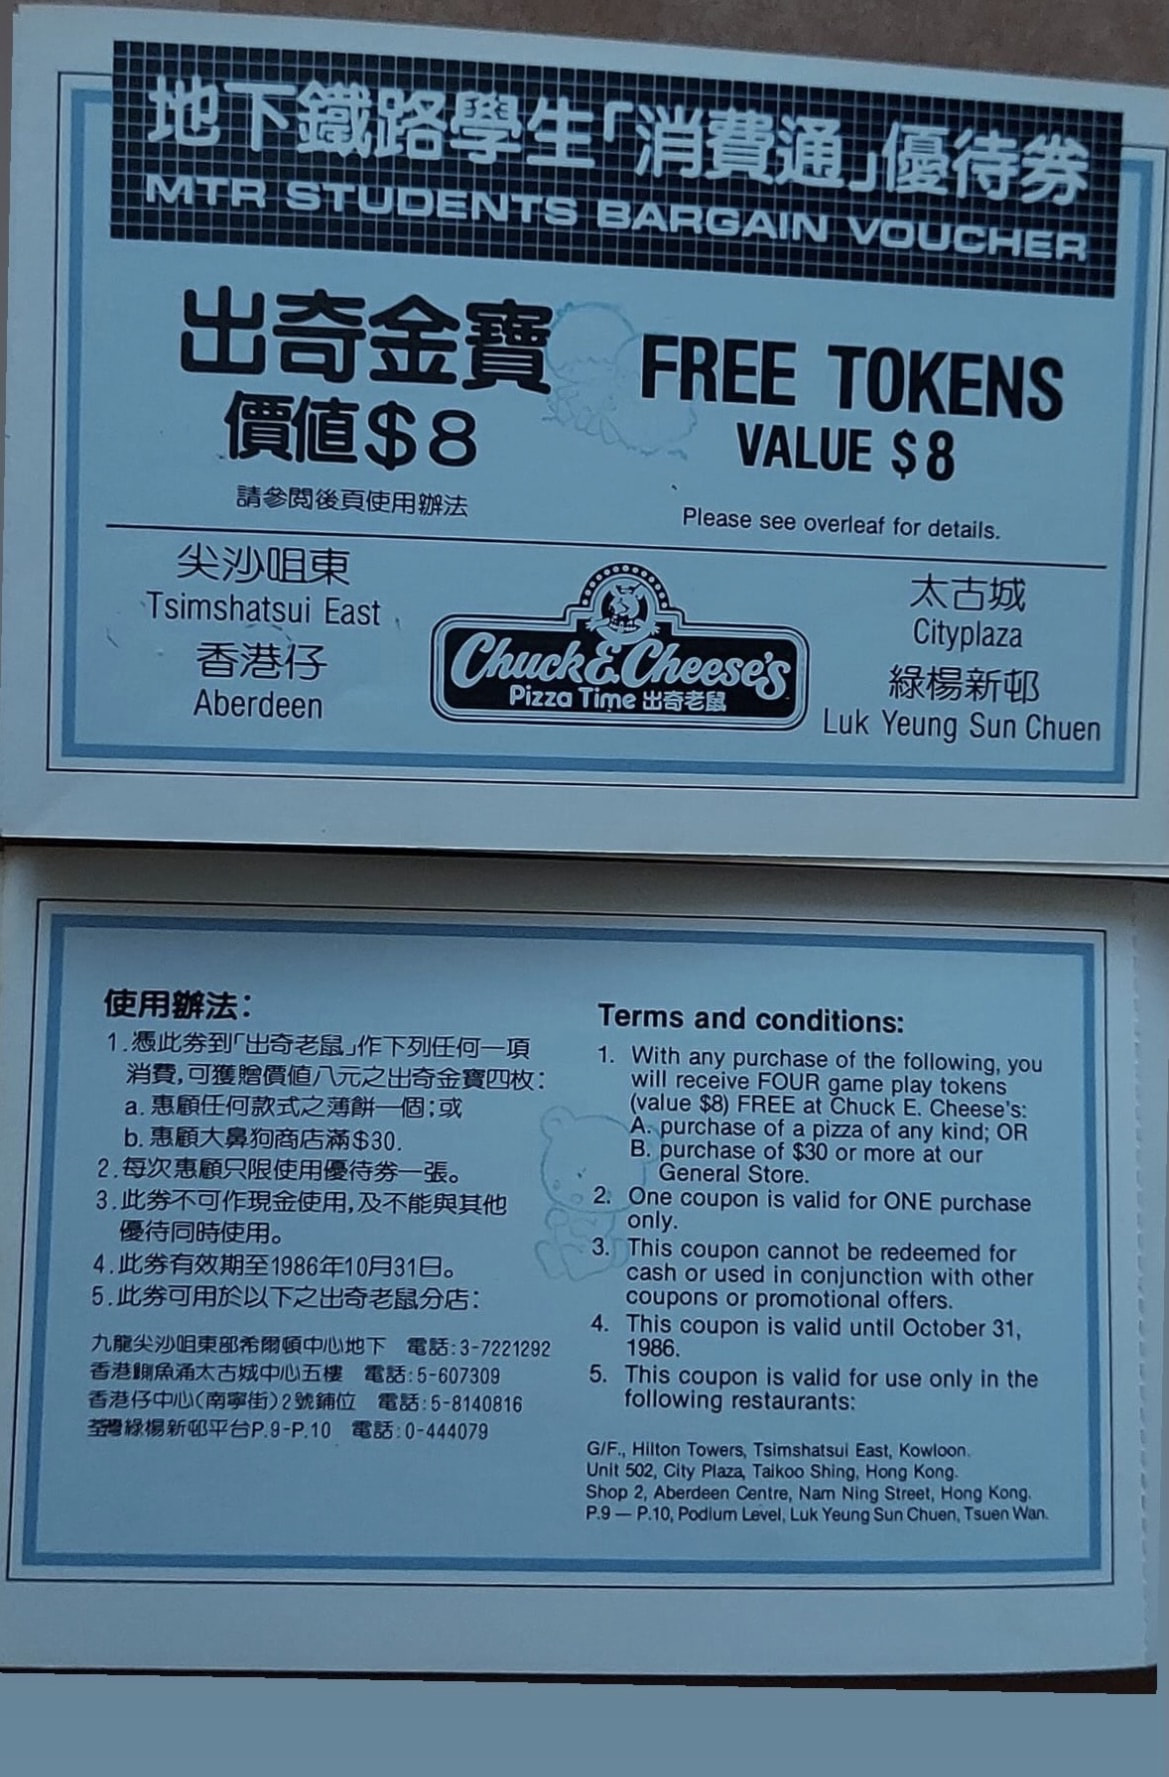 地下鐵路學生「消費通」優待券
MTR STUDENTS BARGAIN VOUCHER
出奇金寶
價值$8
請參閱後頁使用辦法
FREE TOKENS
VALUE $8
Please see overleaf for details.
尖沙咀東
Tsimshatsui East
香港仔
Aberdeen
Chuck E. Cheese's
Pizza Time 出奇老鼠
太古城
Cityplaza
綠楊新邨
Luk Yeung Sun Chuen
使用辦法：
1.憑此券到「出奇老鼠」作下列任何一項
消費,可獲贈價值八元之出奇金寶四枚：
a.惠顧任何款式之薄餅一個；或
b.惠顧大鼻狗商店滿$30.
2.每次惠顧只限使用優待券一張。
3.此券不可作現金使用,及不能與其他
優待同時使用。
4.此券有效期至1986年10月31日。
5.此券可用於以下之出奇老鼠分店：
九龍尖沙咀東部希爾頓中心地下 電話:3-7221292
香港鰂魚涌太古城中心五樓 電話:5-607309
香港仔中心(南寧街)2號鋪位 電話:5-8140816
荃灣綠楊新邨平台P.9-P.10 電話:0-444079
Terms and conditions:
1. With any purchase of the following, you
will receive FOUR game play tokens
(value $8) FREE at Chuck E. Cheese's:
A. purchase of a pizza of any kind; OR
B. purchase of $30 or more at our
General Store.
2. One coupon is valid for ONE purchase
only.
3. This coupon cannot be redeemed for
cash or used in conjunction with other
coupons or promotional offers.
4. This coupon is valid until October 31,
1986.
5. This coupon is valid for use only in the
following restaurants:
G/F., Hilton Towers, Tsimshatsui East, Kowloon.
Unit 502, City Plaza, Taikoo Shing, Hong Kong.
Shop 2, Aberdeen Centre, Nam Ning Street, Hong Kong.
P.9 — P.10, Podium Level, Luk Yeung Sun Chuen, Tsuen Wan.